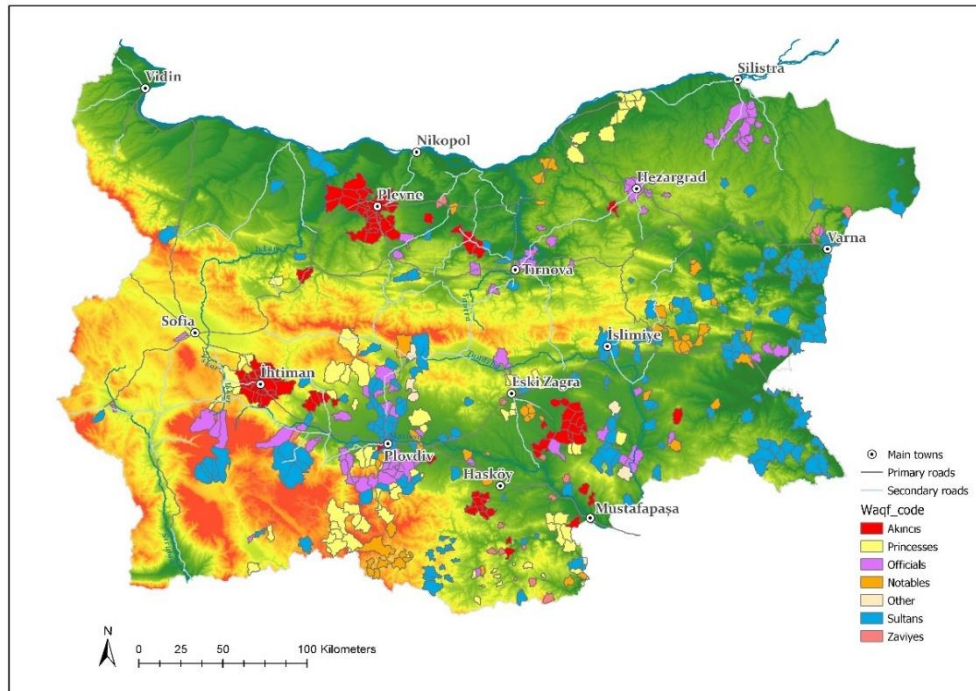 Vidin
Silistra
Nikopol
Hezargrad
Plevne
Varna
Tırnova
Sofia
İslimiye
İhtiman
Eski Zagra
Plovdiv
Hasköy
Mustafapaşa
Main towns
Primary roads
Secondary roads
Waqf_code
Akıncıs
Princesses
Officials
Notables
Other
Sultans
Zaviyes
N
0 25 50 100 Kilometers